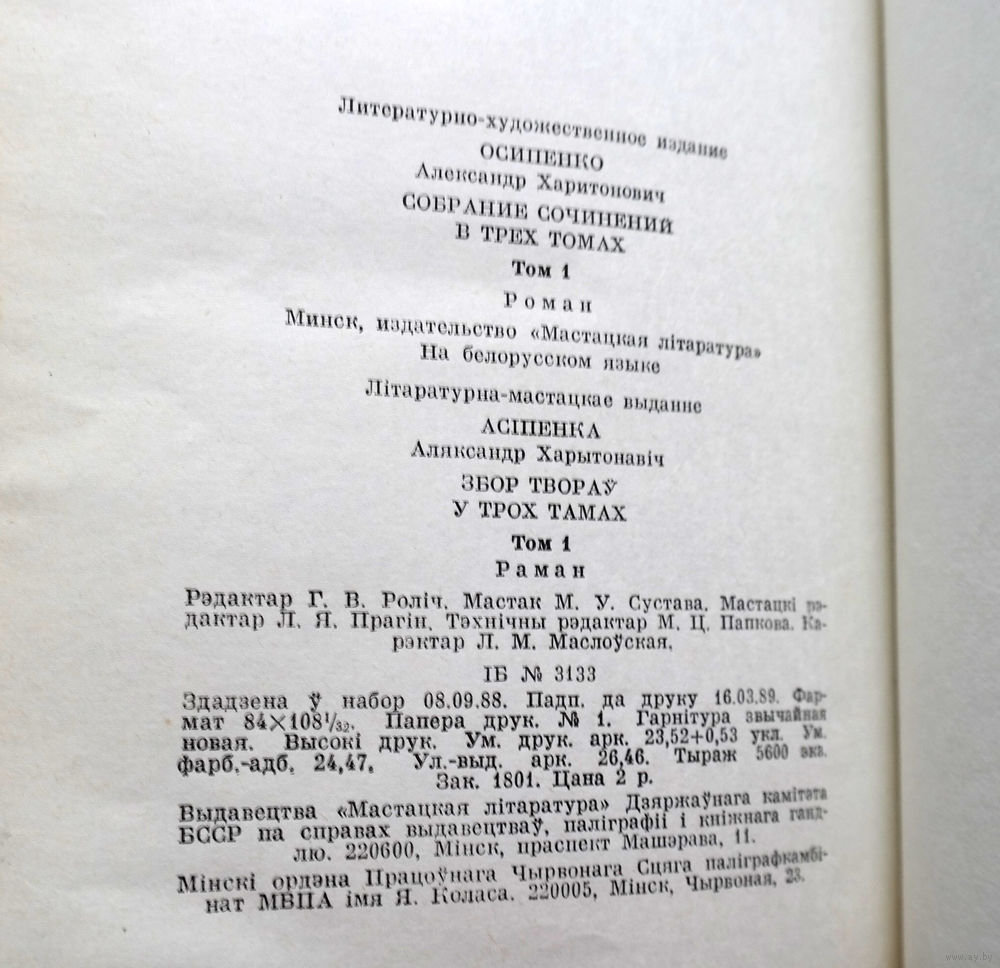 Литературно-художественное издание
ОСИПЕНКО
Александр Харитонович
СОБРАНИЕ СОЧИНЕНИЙ
В ТРЕХ ТОМАХ
Том 1
Роман
Минск, издательство «Мастацкая літаратура»
На белорусском языке
Літаратурна-мастацкае выданне
АСІПЕНКА
Аляксандр Харытонавіч
ЗБОР ТВОРАЎ
У ТРОХ ТАМАХ
Том 1
Раман
Рэдактар Г. В. Роліч. Мастак М. У. Сустава. Мастацкі рэ-
дактар Л. Я. Прагін. Тэхнічны рэдактар М. Ц. Папкова. Ка-
рэктар Л. М. Маслоўская.
ІБ № 3133
Здадзена ў набор 08.09.88. Падп. да друку 16.03.89. Фар-
мат 84×108¹/₃₂. Папера друк. № 1. Гарнітура звычайная
новая. Высокі друк. Ум. друк. арк. 23,52+0,53 укл. Ум.
фарб.-адб. 24,47. Ул.-выд. арк. 26,46. Тыраж 5600 экз.
Зак. 1801. Цана 2 р.
Выдавецтва «Мастацкая літаратура» Дзяржаўнага камітэта
БССР па справах выдавецтваў, паліграфіі і кніжнага ганд-
лю. 220600, Мінск, праспект Машэрава, 11.
Мінскі ордэна Працоўнага Чырвонага Сцяга паліграфкамбі-
нат МВПА імя Я. Коласа. 220005, Мінск, Чырвоная, 23.
www.ay.by